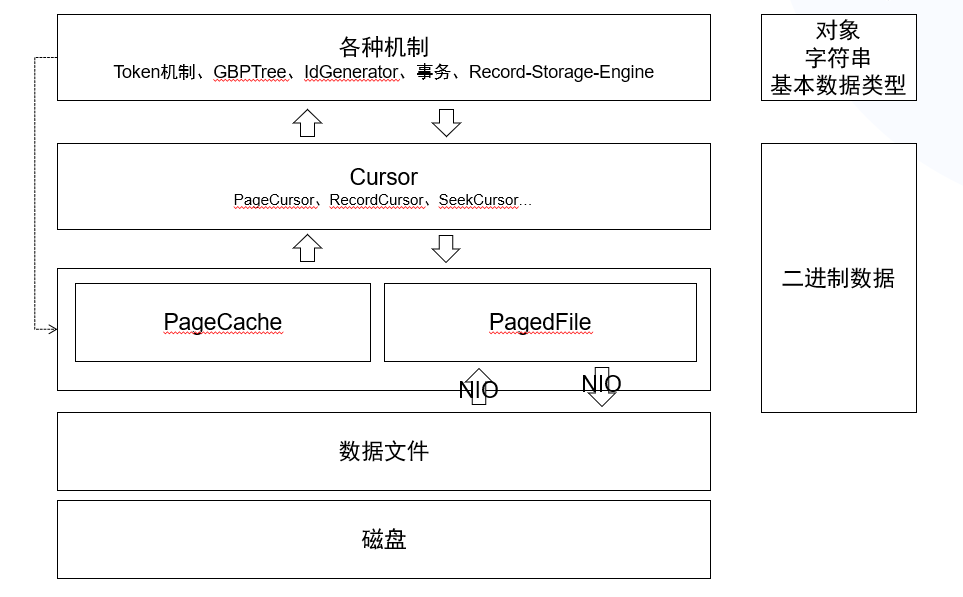 各种机制
Token机制、GBPTree、IdGenerator、事务、Record-Storage-Engine
对象
字符串
基本数据类型
Cursor
PageCursor、RecordCursor、SeekCursor…
二进制数据
PageCache
PagedFile
NIO
NIO
数据文件
磁盘